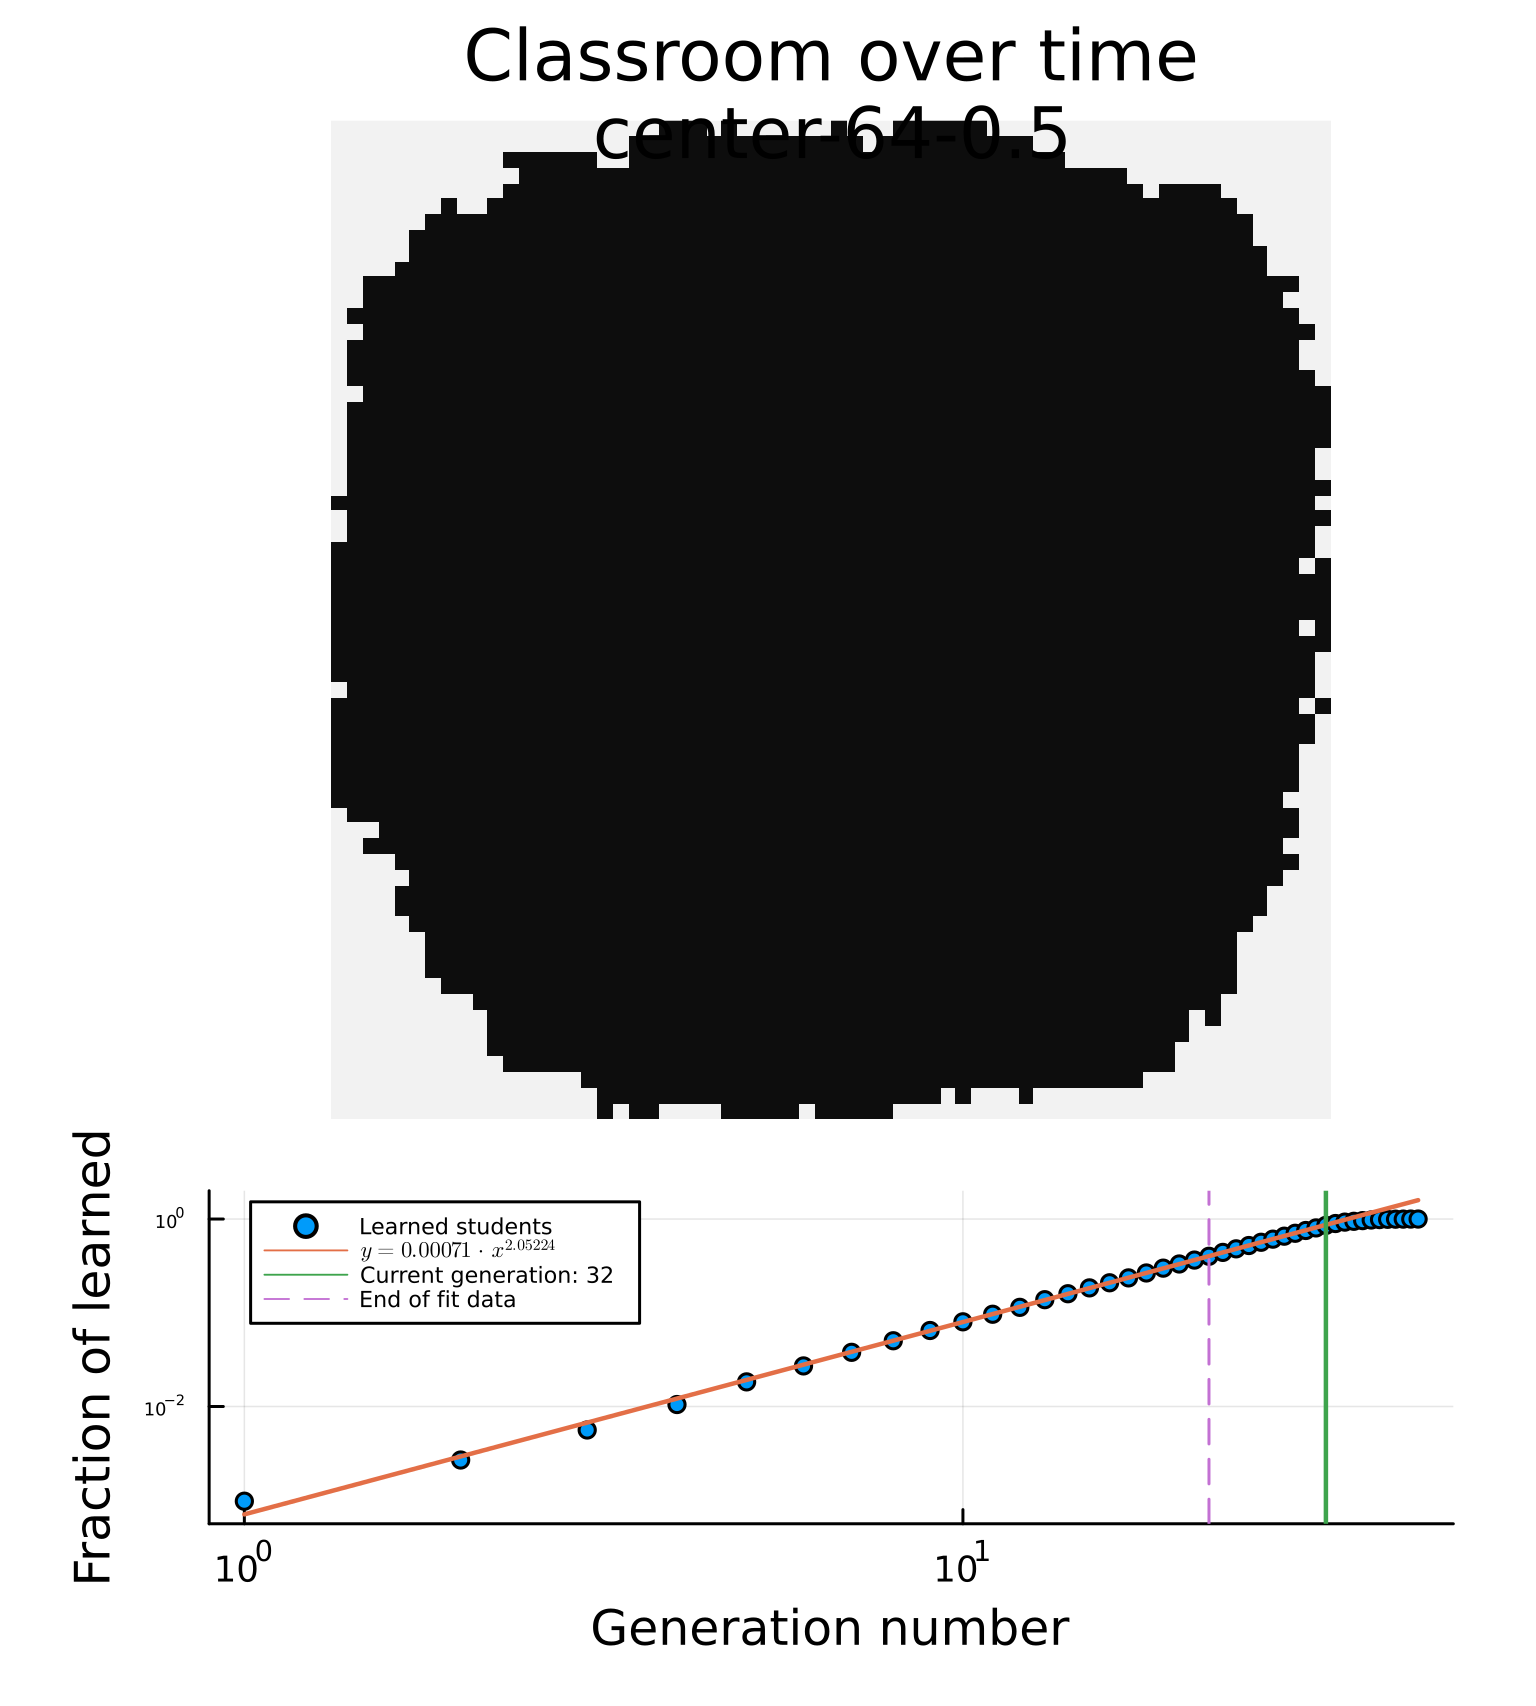 Classroom over time
center-64-0.5
Fraction of learned
10⁰
10⁻²
Learned students
y = 0.00071 · x^2.05224
Current generation: 32
End of fit data
10⁰
10¹
Generation number